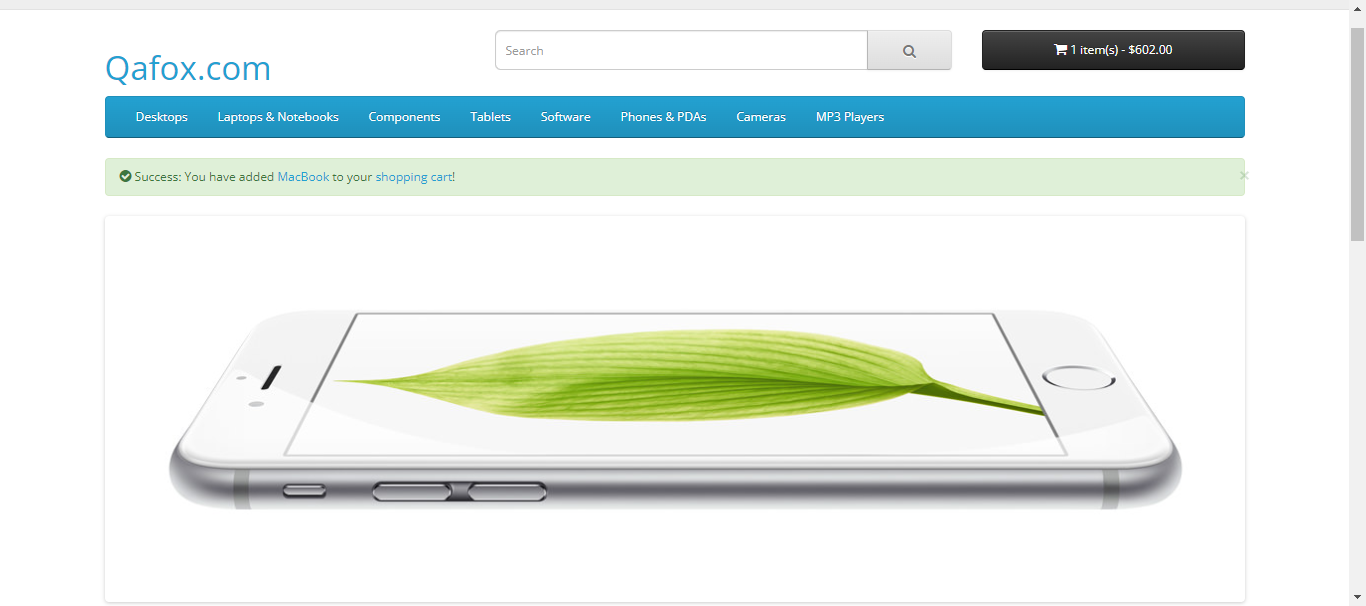 Qafox.com
Search
1 item(s) - $602.00
Desktops Laptops & Notebooks Components Tablets Software Phones & PDAs Cameras MP3 Players
Success: You have added MacBook to your shopping cart!
×